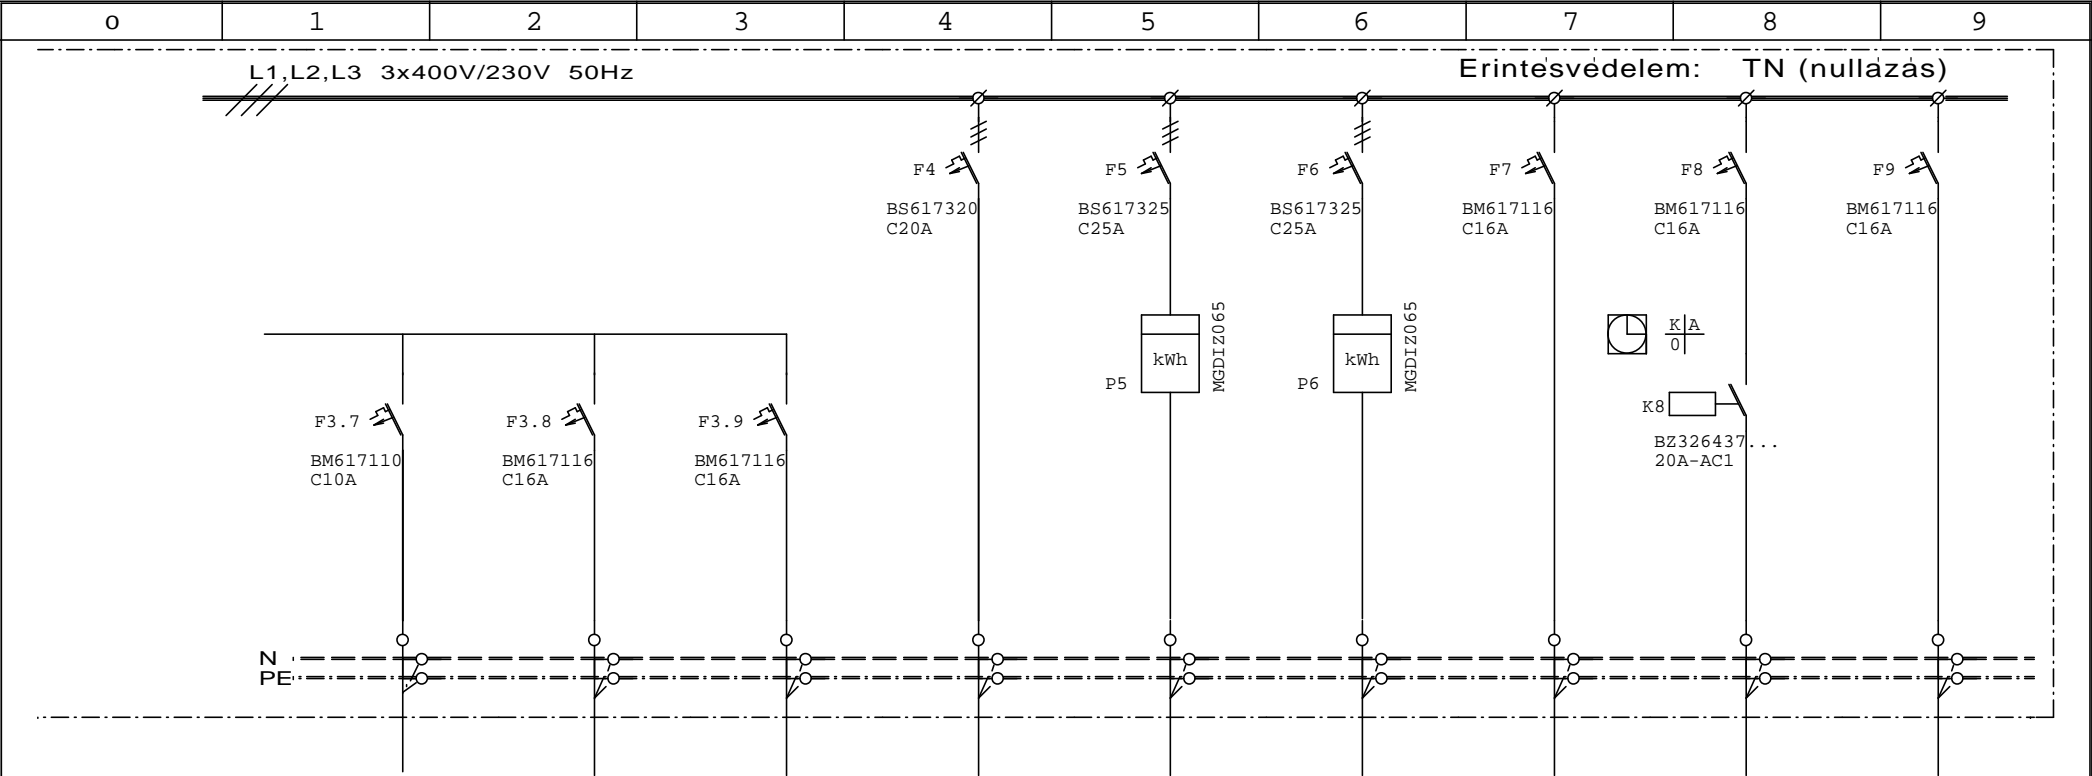 o 1 2 3 4 5 6 7 8 9
L1,L2,L3 3x400V/230V 50Hz
Érintésvédelem: TN (nullázás)
F4 F5 F6 F7 F8 F9
BS617320 BS617325 BS617325 BM617116 BM617116 BM617116
C20A C25A C25A C16A C16A C16A
MGDIZ065 MGDIZ065
K A
0
kWh kWh
P5 P6
K8
F3.7 F3.8 F3.9
BZ326437...
20A-AC1
BM617110 BM617116 BM617116
C10A C16A C16A
N
PE